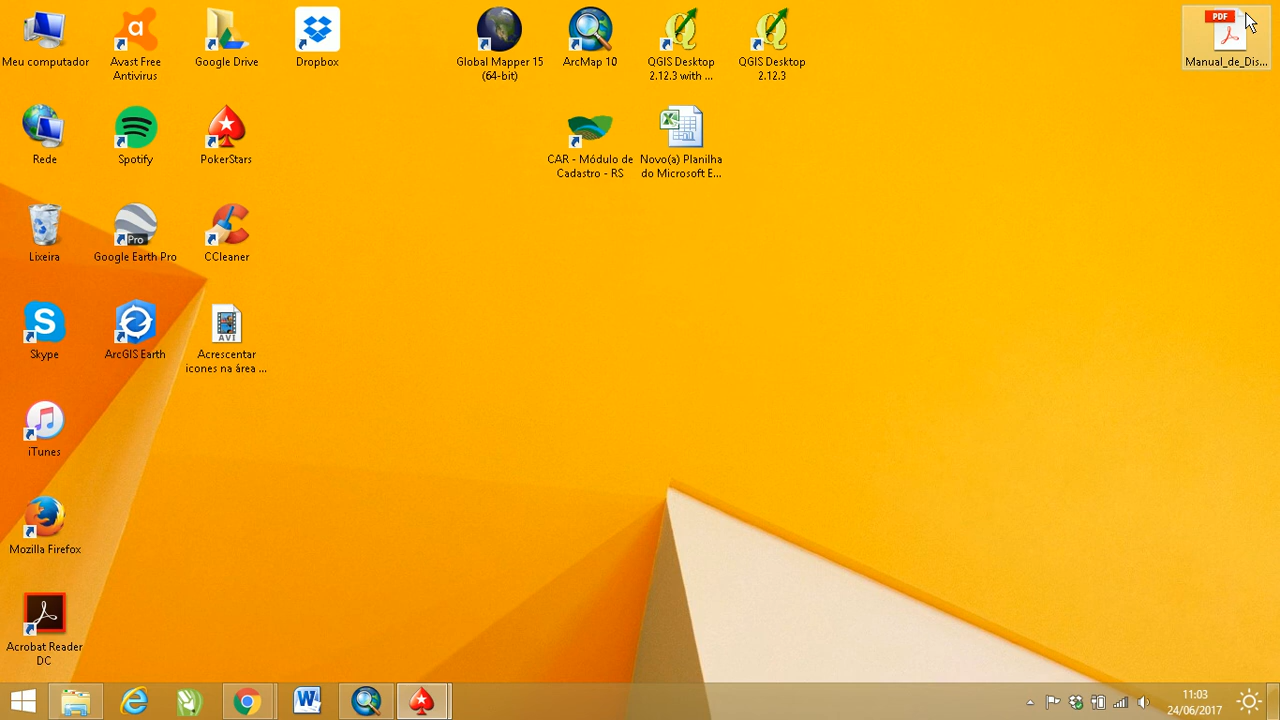 Meu computador
Avast Free
Antivirus
Google Drive
Dropbox
Global Mapper 15
(64-bit)
ArcMap 10
QGIS Desktop
2.12.3 with ...
QGIS Desktop
2.12.3
PDF
Manual_de_Dis...
Rede
Spotify
PokerStars
CAR - Módulo de
Cadastro - RS
Novo(a) Planilha
do Microsoft E...
Lixeira
Pro
Google Earth Pro
CCleaner
Skype
ArcGIS Earth
AVI
Acrescentar
icones na área ...
iTunes
Mozilla Firefox
Acrobat Reader
DC
11:03
24/06/2017